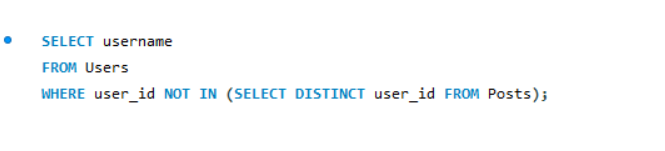 SELECT username
FROM Users
WHERE user_id NOT IN (SELECT DISTINCT user_id FROM Posts);